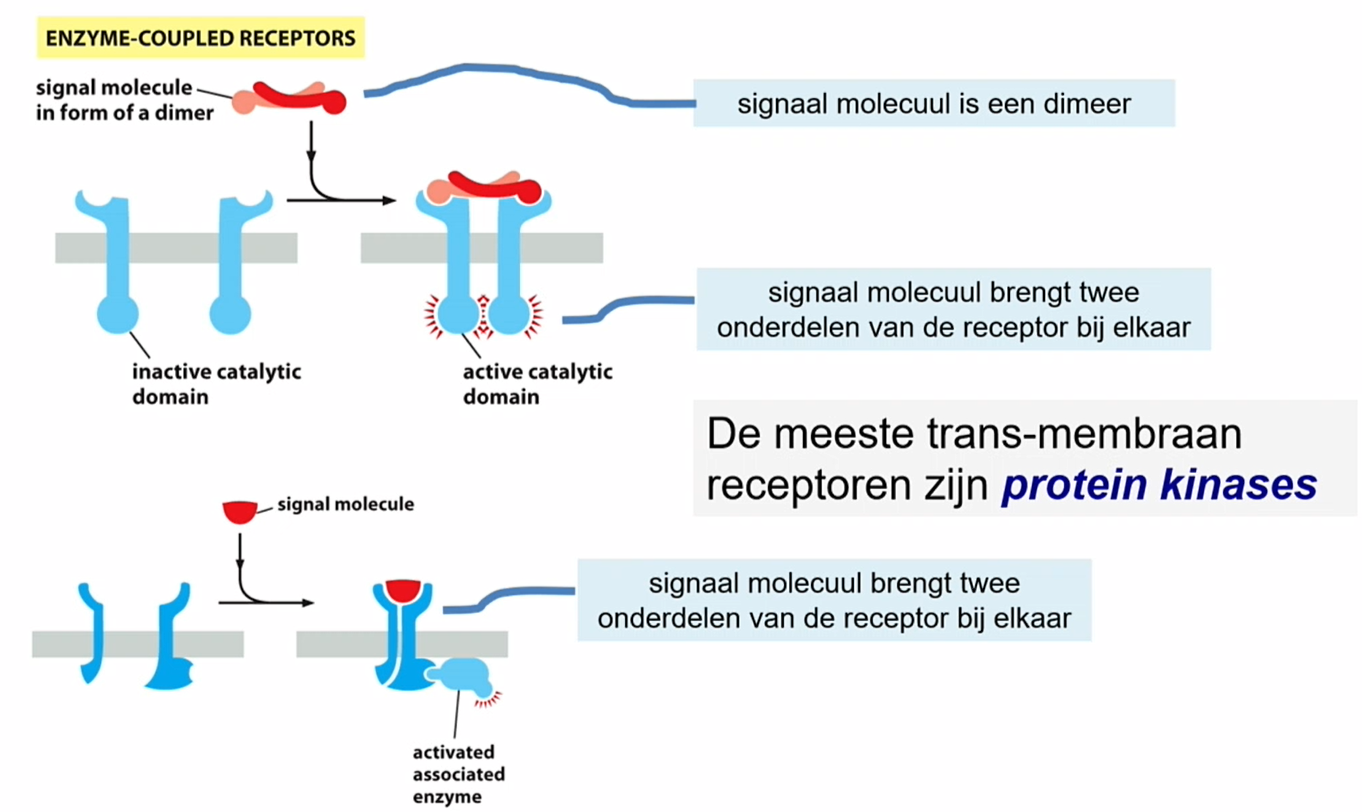 ENZYME-COUPLED RECEPTORS
signal molecule
in form of a dimer
signaal molecuul is een dimeer
signaal molecuul brengt twee
onderdelen van de receptor bij elkaar
inactive catalytic
domain
active catalytic
domain
De meeste trans-membraan
receptoren zijn protein kinases
signal molecule
signaal molecuul brengt twee
onderdelen van de receptor bij elkaar
activated
associated
enzyme